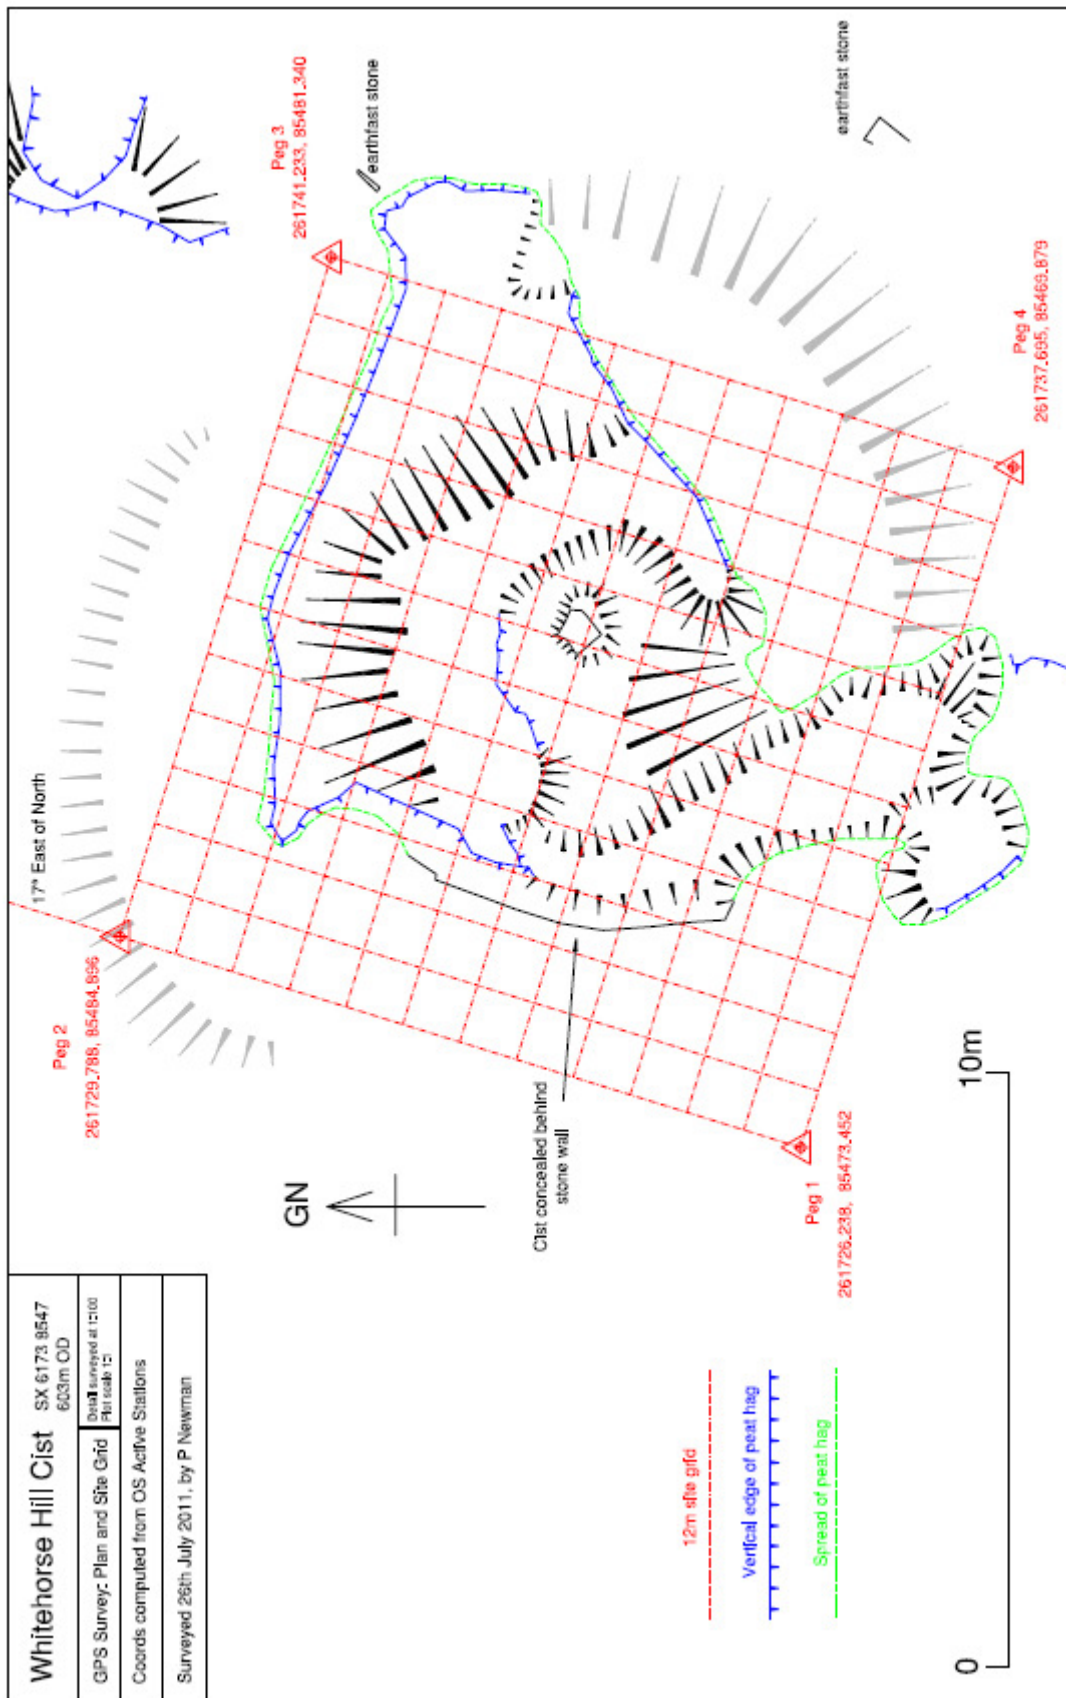 Whitehorse Hill Cist
SX 6173 8547
603m OD
GPS Survey: Plan and Site Grid
Detail surveyed at 1:100
Plot scale 1:1
Coords computed from OS Active Stations
Surveyed 26th July 2011, by P Newman
GN
17° East of North
Peg 2
261729.788, 85484.896
Peg 3
261741.233, 85481.340
earthfast stone
earthfast stone
Peg 4
261737.695, 85469.879
Peg 1
261726.238, 85473.452
Cist concealed behind
stone wall
12m site grid
Vertical edge of peat hag
Spread of peat hag
0
10m